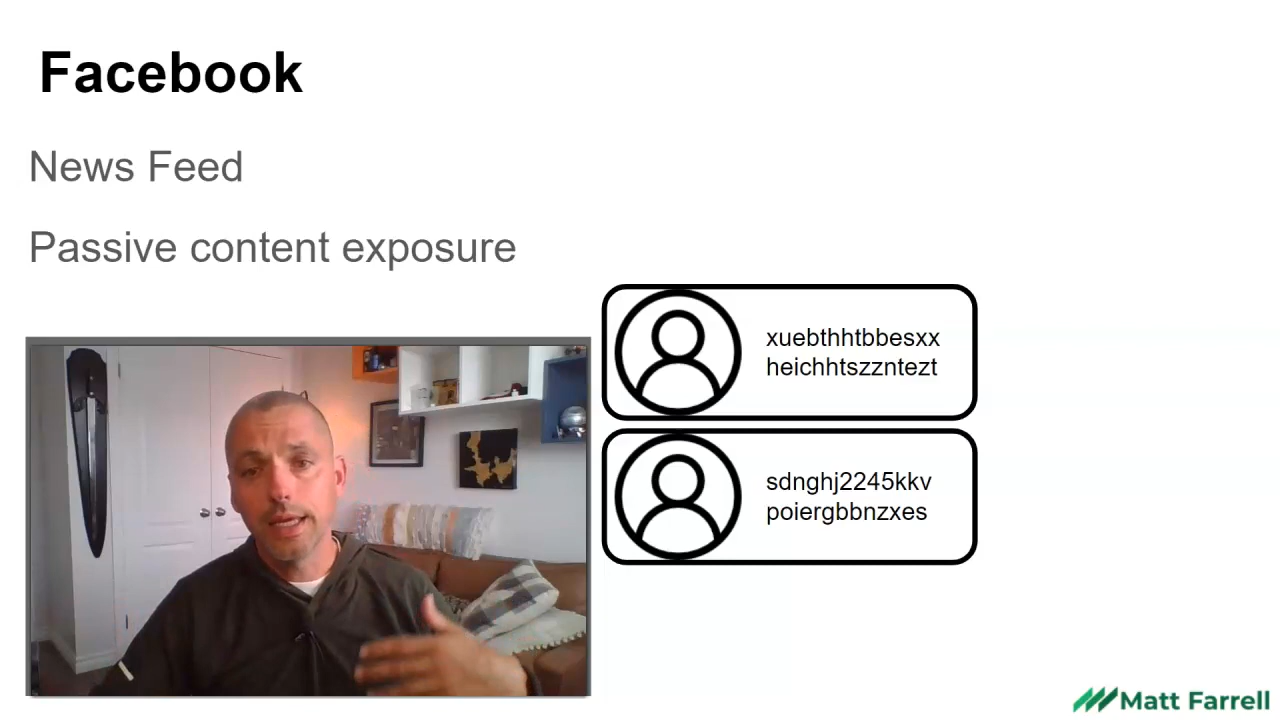 Facebook
News Feed
Passive content exposure
xuebthhtbbesxx
heichhtszzntezt
sdnghj2245kkv
poiergbbnzxes
Matt Farrell